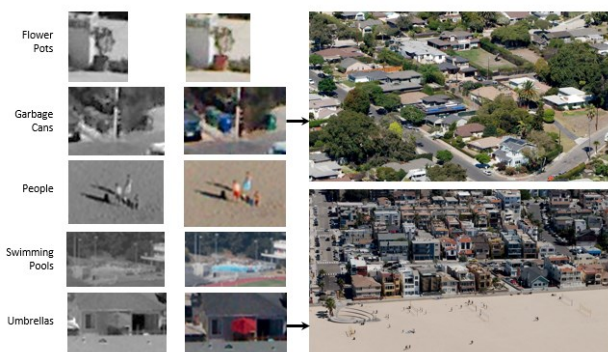 Flower
Pots
Garbage
Cans
People
Swimming
Pools
Umbrellas